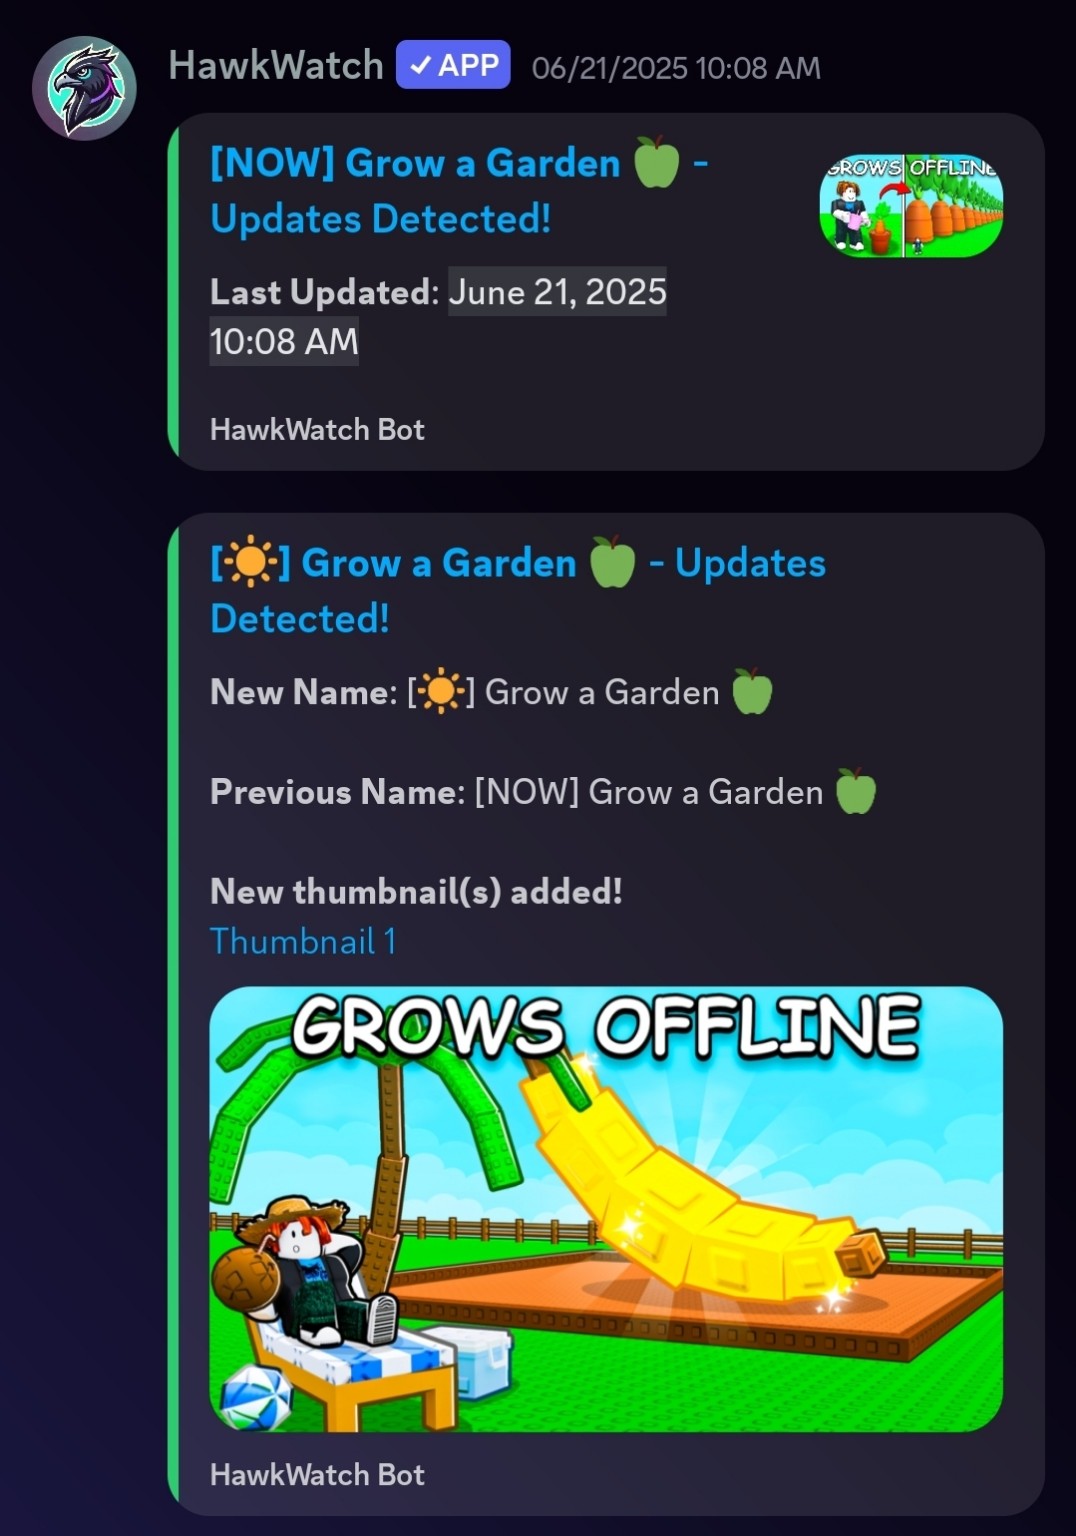 HawkWatch ✓ APP 06/21/2025 10:08 AM
[NOW] Grow a Garden 🍏 -
Updates Detected!
GROWS OFFLINE
Last Updated: June 21, 2025
10:08 AM
HawkWatch Bot
[☀️] Grow a Garden 🍏 - Updates
Detected!
New Name: [☀️] Grow a Garden 🍏
Previous Name: [NOW] Grow a Garden 🍏
New thumbnail(s) added!
Thumbnail 1
GROWS OFFLINE
HawkWatch Bot